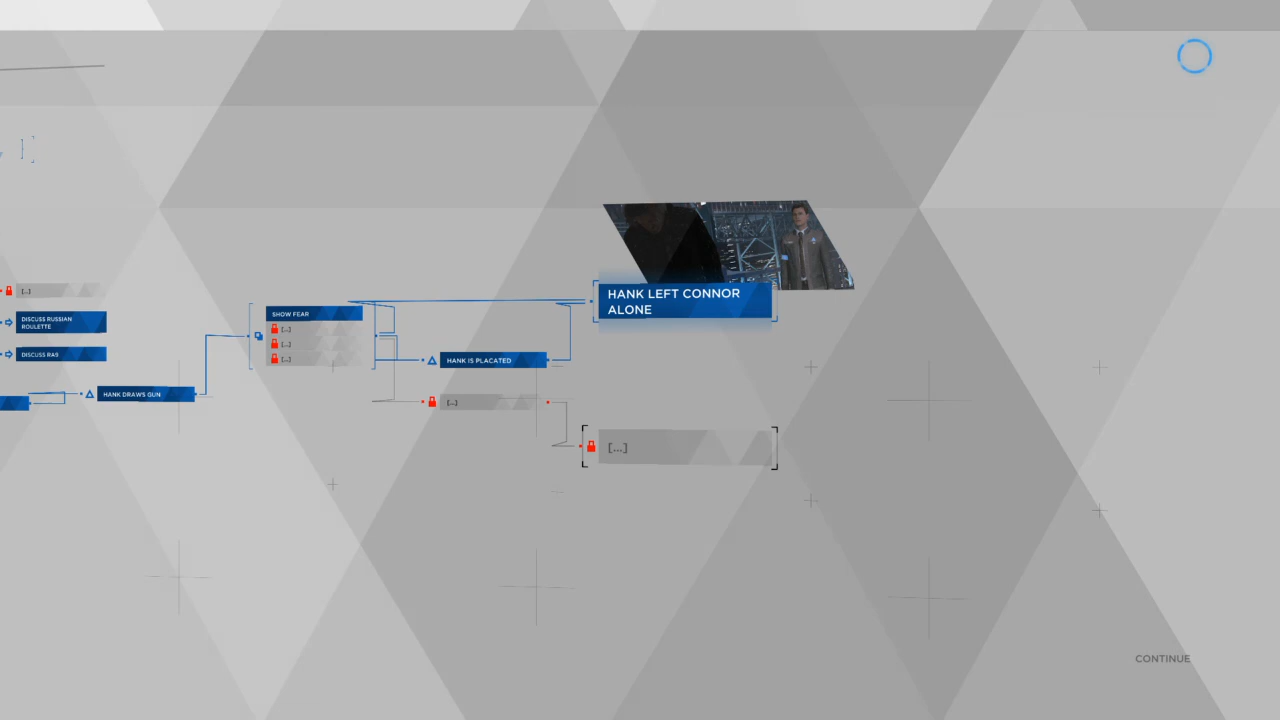 HANK LEFT CONNOR
ALONE
[...]
DISCUSS RUSSIAN
ROULETTE
DISCUSS RA9
SHOW FEAR
[...]
[...]
[...]
HANK IS PLACATED
HANK DRAWS GUN
[...]
[...]
CONTINUE